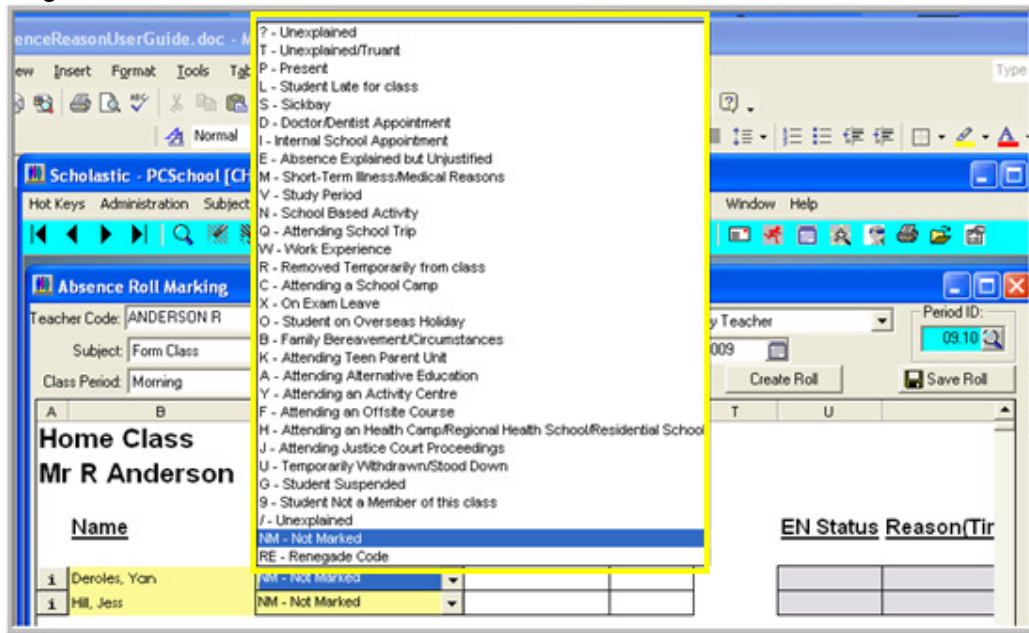 enceReasonUserGuide.doc - M
ew Insert Format Tools Tab
Type
Normal
Scholastic - PCSchool [CH
Hot Keys Administration Subject
Window Help
Absence Roll Marking
Teacher Code: ANDERSON R
y Teacher
Period ID:
Subject: Form Class
009
09.10
Class Period: Morning
Create Roll
Save Roll
A B T U
Home Class
Mr R Anderson
Name
EN Status Reason(Tir
? - Unexplained
T - Unexplained/Truant
P - Present
L - Student Late for class
S - Sickbay
D - Doctor/Dentist Appointment
I - Internal School Appointment
E - Absence Explained but Unjustified
M - Short-Term Illness/Medical Reasons
V - Study Period
N - School Based Activity
Q - Attending School Trip
W - Work Experience
R - Removed Temporarily from class
C - Attending a School Camp
X - On Exam Leave
O - Student on Overseas Holiday
B - Family Bereavement/Circumstances
K - Attending Teen Parent Unit
A - Attending Alternative Education
Y - Attending an Activity Centre
F - Attending an Offsite Course
H - Attending an Health Camp/Regional Health School/Residential School
J - Attending Justice Court Proceedings
U - Temporarily Withdrawn/Stood Down
G - Student Suspended
9 - Student Not a Member of this class
/ - Unexplained
NM - Not Marked
RE - Renegade Code
i Deroles, Yan NM - Not Marked
i Hill, Jess NM - Not Marked